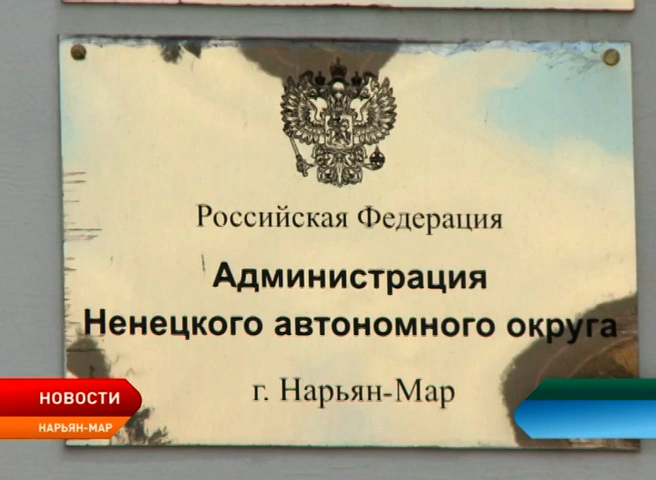 Российская Федерация
Администрация
Ненецкого автономного округа
г. Нарьян-Мар
НОВОСТИ
НАРЬЯН-МАР